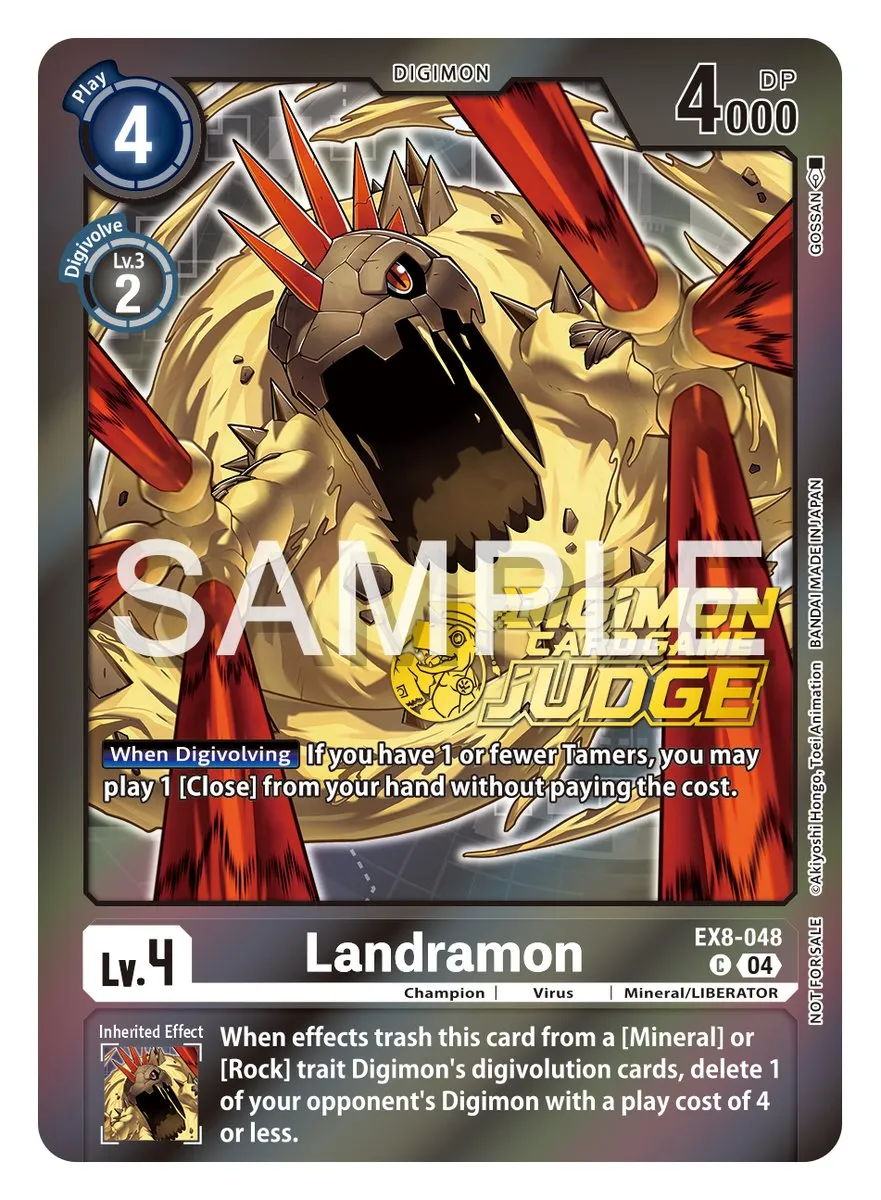 DIGIMON
Play
4
DP
4000
Digivolve
Lv.3
2
GOSSAN
SAMPLE
DIGIMON
CARD GAME
JUDGE
When Digivolving If you have 1 or fewer Tamers, you may
play 1 [Close] from your hand without paying the cost.
©Akiyoshi Hongo, Toei Animation BANDAI MADE IN JAPAN
NOT FOR SALE
Lv.4
Landramon
EX8-048
C 04
Champion | Virus | Mineral/LIBERATOR
Inherited Effect
When effects trash this card from a [Mineral] or
[Rock] trait Digimon's digivolution cards, delete 1
of your opponent's Digimon with a play cost of 4
or less.